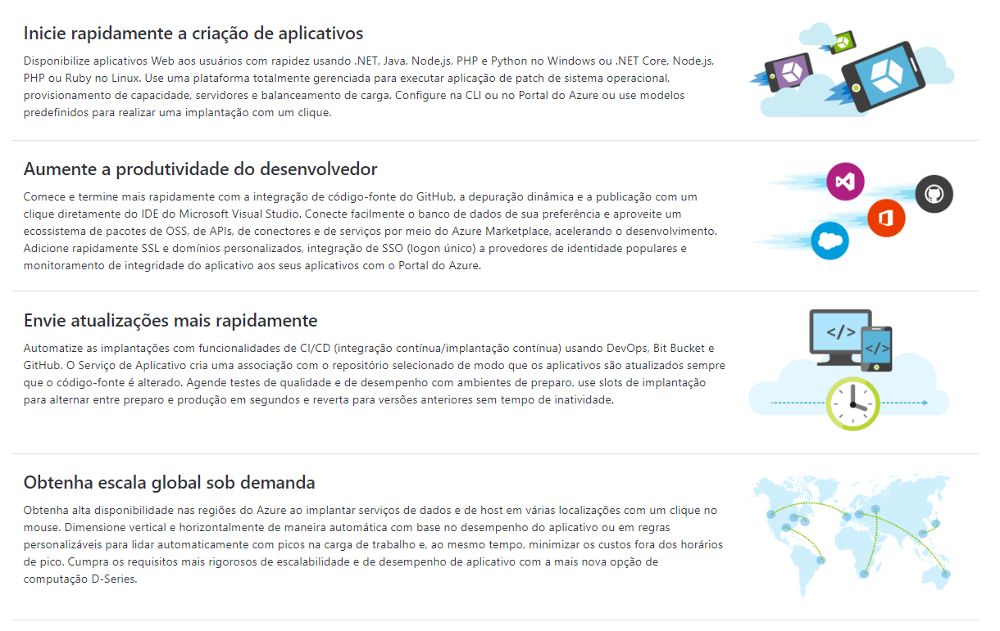 Inicie rapidamente a criação de aplicativos
Disponibilize aplicativos Web aos usuários com rapidez usando .NET, Java, Node.js, PHP e Python no Windows ou .NET Core, Node.js,
PHP ou Ruby no Linux. Use uma plataforma totalmente gerenciada para executar aplicação de patch de sistema operacional,
provisionamento de capacidade, servidores e balanceamento de carga. Configure na CLI ou no Portal do Azure ou use modelos
predefinidos para realizar uma implantação com um clique.
Aumente a produtividade do desenvolvedor
Comece e termine mais rapidamente com a integração de código-fonte do GitHub, a depuração dinâmica e a publicação com um
clique diretamente do IDE do Microsoft Visual Studio. Conecte facilmente o banco de dados de sua preferência e aproveite um
ecossistema de pacotes de OSS, de APIs, de conectores e de serviços por meio do Azure Marketplace, acelerando o desenvolvimento.
Adicione rapidamente SSL e domínios personalizados, integração de SSO (logon único) a provedores de identidade populares e
monitoramento de integridade do aplicativo aos seus aplicativos com o Portal do Azure.
Envie atualizações mais rapidamente
Automatize as implantações com funcionalidades de CI/CD (integração contínua/implantação contínua) usando DevOps, Bit Bucket e
GitHub. O Serviço de Aplicativo cria uma associação com o repositório selecionado de modo que os aplicativos são atualizados sempre
que o código-fonte é alterado. Agende testes de qualidade e de desempenho com ambientes de preparo, use slots de implantação
para alternar entre preparo e produção em segundos e reverta para versões anteriores sem tempo de inatividade.
</> 
</>
Obtenha escala global sob demanda
Obtenha alta disponibilidade nas regiões do Azure ao implantar serviços de dados e de host em várias localizações com um clique no
mouse. Dimensione vertical e horizontalmente de maneira automática com base no desempenho do aplicativo ou em regras
personalizáveis para lidar automaticamente com picos na carga de trabalho e, ao mesmo tempo, minimizar os custos fora dos horários
de pico. Cumpra os requisitos mais rigorosos de escalabilidade e de desempenho de aplicativo com a mais nova opção de
computação D-Series.